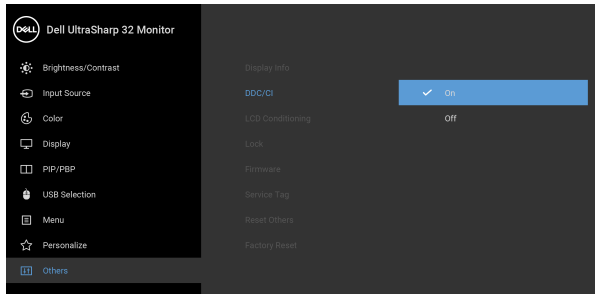 DELL Dell UltraSharp 32 Monitor
Brightness/Contrast
Display Info
Input Source
DDC/CI
On
Color
LCD Conditioning
Off
Display
Lock
PIP/PBP
Firmware
USB Selection
Service Tag
Menu
Reset Others
Personalize
Factory Reset
Others